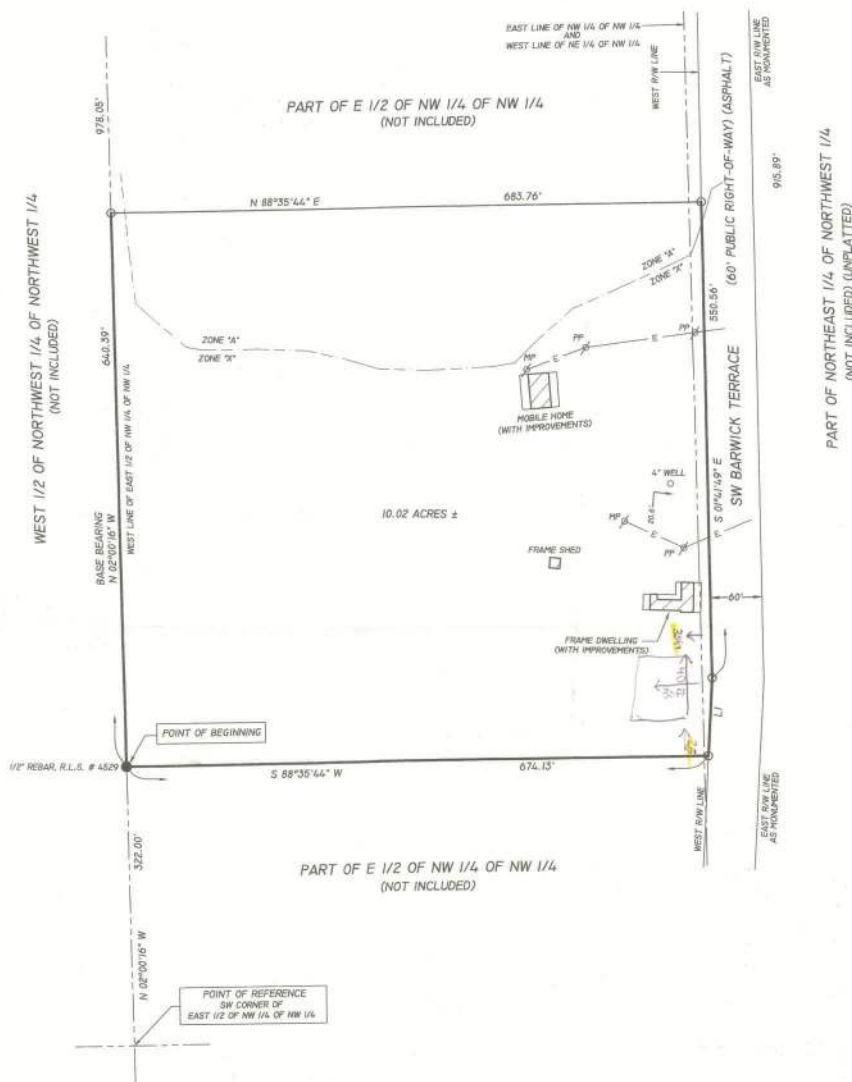 EAST LINE OF NW 1/4 OF NW 1/4
AND
WEST LINE OF NE 1/4 OF NW 1/4
WEST R/W LINE
EAST R/W LINE
AS MONUMENTED
978.05'
PART OF E 1/2 OF NW 1/4 OF NW 1/4
(NOT INCLUDED)
(60' PUBLIC RIGHT-OF-WAY) (ASPHALT)
SW BARWICK TERRACE
915.89'
PART OF NORTHEAST 1/4 OF NORTHWEST 1/4
(NOT INCLUDED) (UNPLATTED)
WEST 1/2 OF NORTHWEST 1/4 OF NORTHWEST 1/4
(NOT INCLUDED)
N 88°35'44" E
683.76'
ZONE "A"
ZONE "X"
ZONE "A"
ZONE "X"
640.39'
WEST LINE OF EAST 1/2 OF NW 1/4 OF NW 1/4
BASE BEARING
N 02°00'16" W
550.56'
S 01°41'49" E
MP
E
PP
E
PP
MOBILE HOME
(WITH IMPROVEMENTS)
4" WELL
20.6'
10.02 ACRES ±
MP
E
PP
E
FRAME SHED
60'
FRAME DWELLING
(WITH IMPROVEMENTS)
40
L1
POINT OF BEGINNING
1/2" REBAR, R.L.S. # 4529
S 88°35'44" W
674.13'
WEST R/W LINE
EAST R/W LINE
AS MONUMENTED
322.00'
N 02°00'16" W
PART OF E 1/2 OF NW 1/4 OF NW 1/4
(NOT INCLUDED)
POINT OF REFERENCE
SW CORNER OF
EAST 1/2 OF NW 1/4 OF NW 1/4